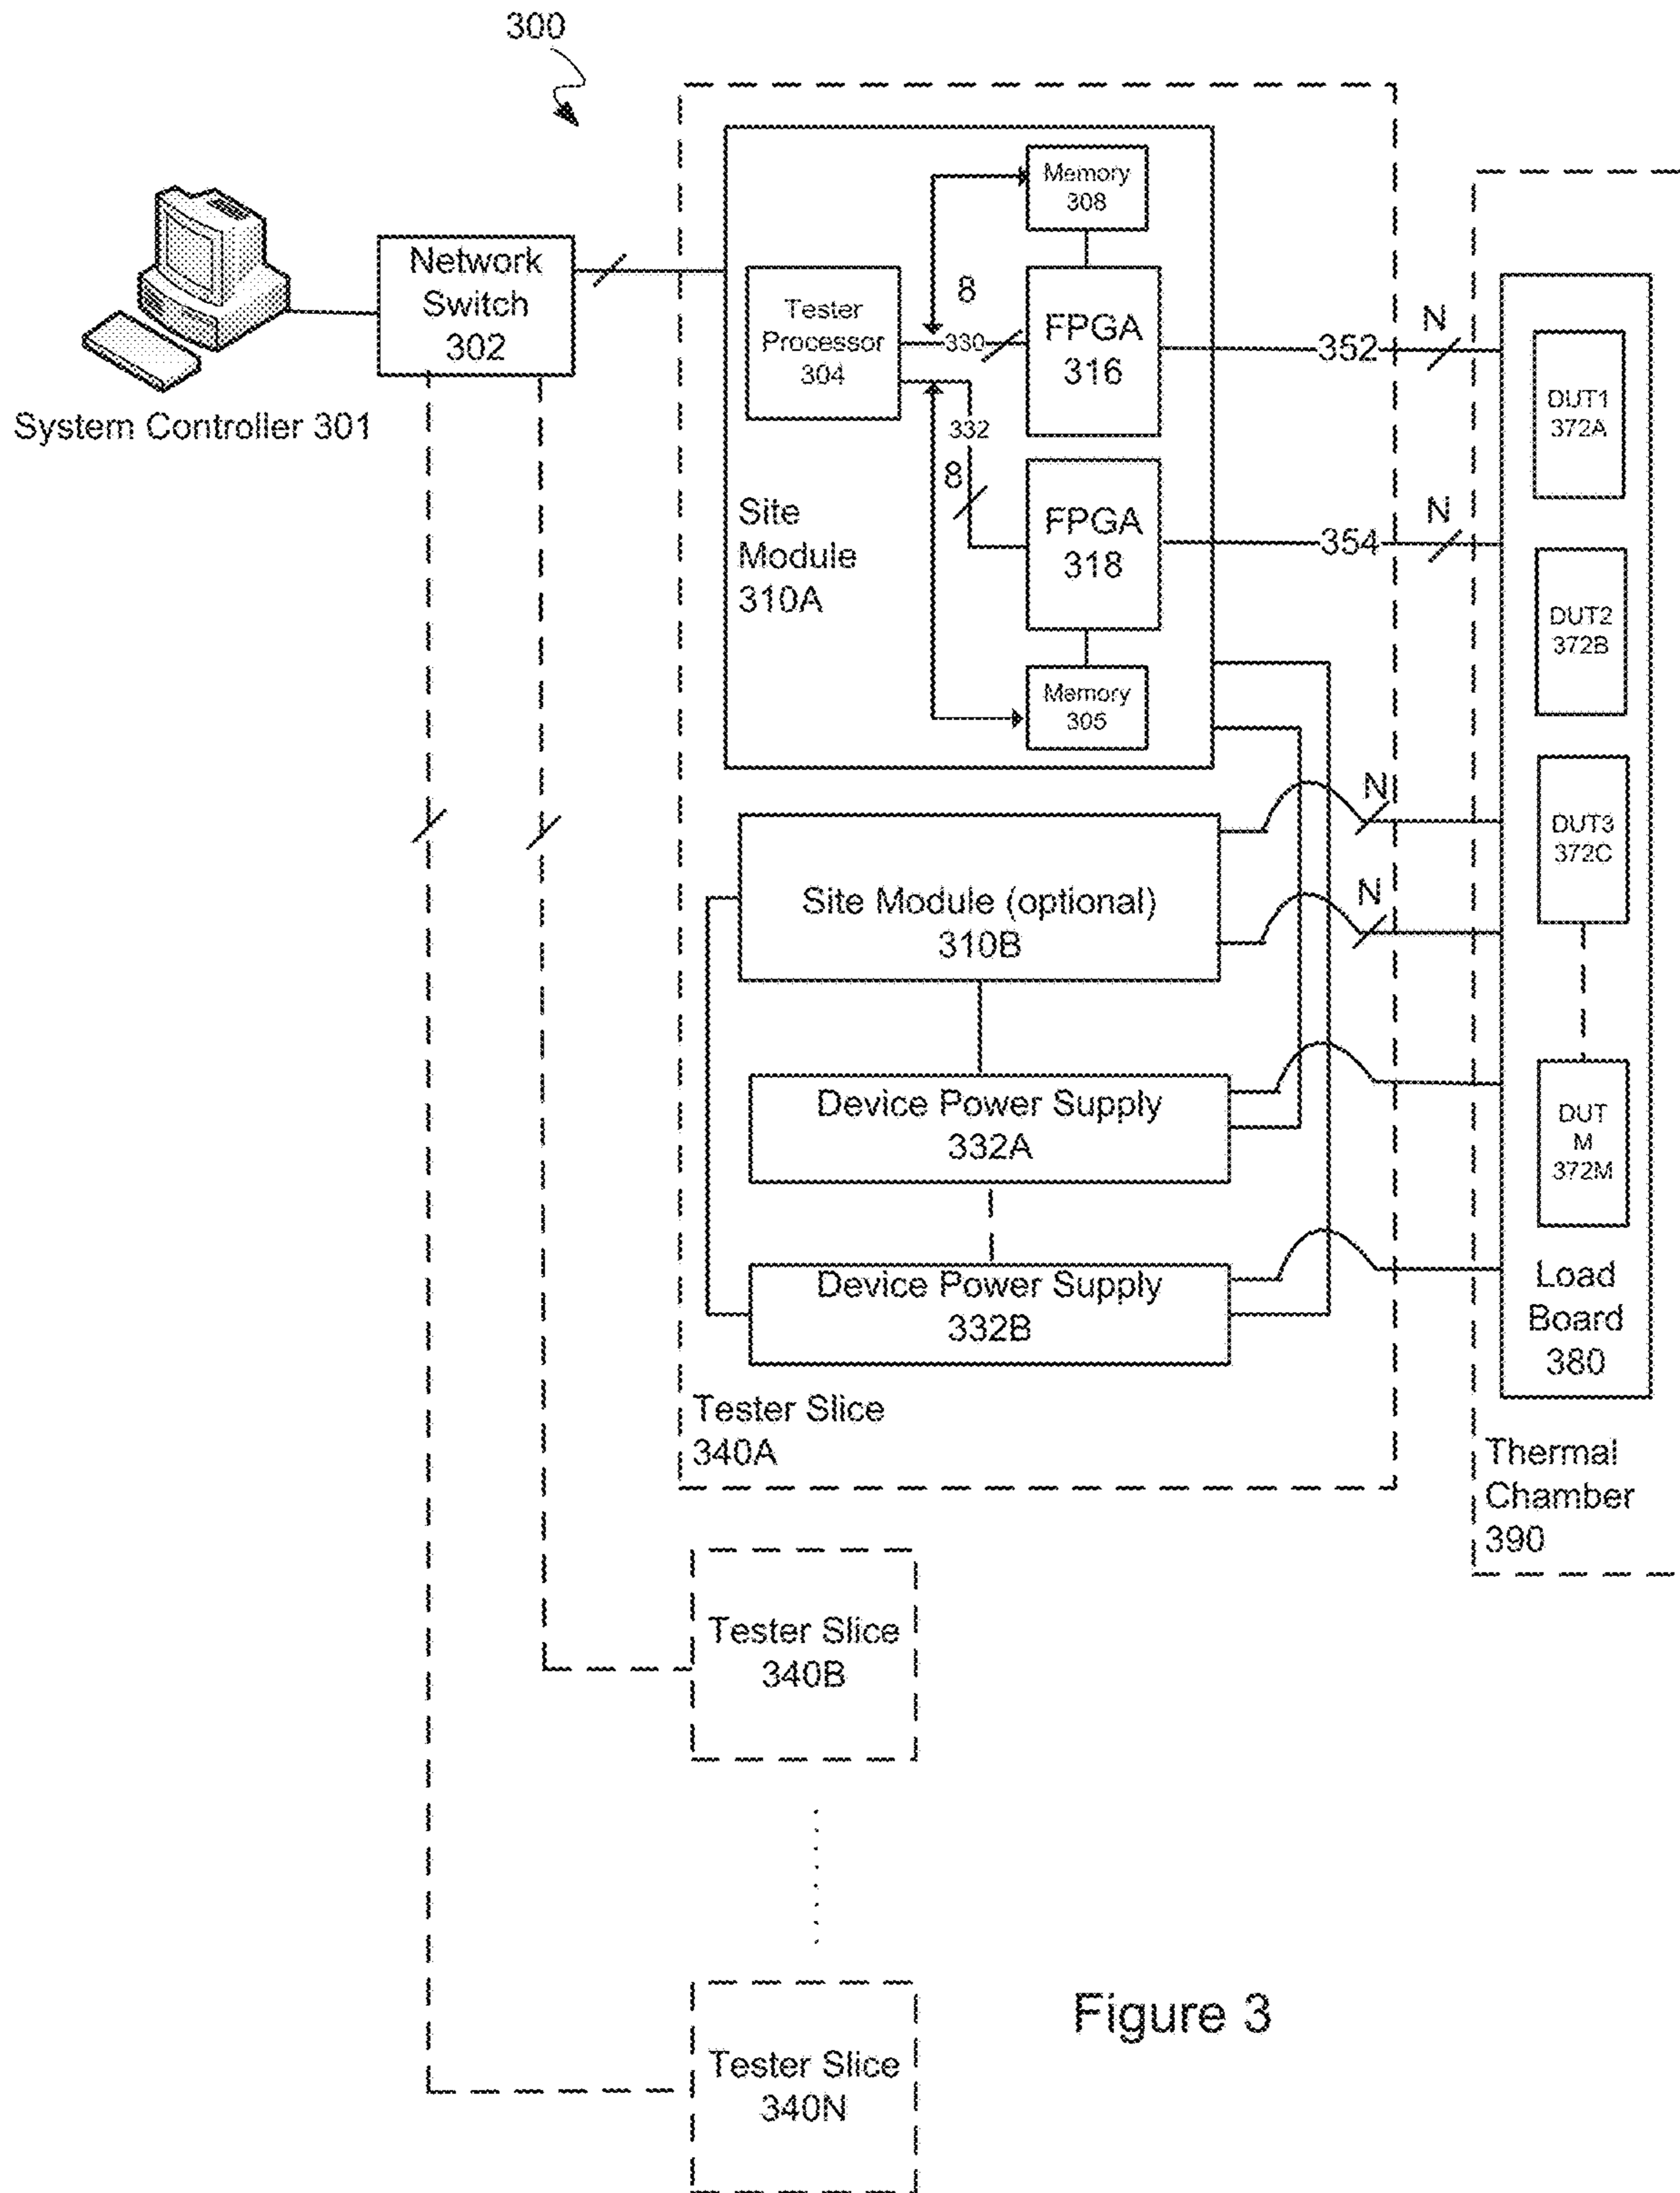 300
System Controller 301
Network
Switch
302
Tester
Processor
304
Memory
308
8
330
FPGA
316
332
8
FPGA
318
Memory
305
Site
Module
310A
352
N
354
N
Site Module (optional)
310B
N
N
Device Power Supply
332A
Device Power Supply
332B
Tester Slice
340A
DUT1
372A
DUT2
372B
DUT3
372C
DUT
M
372M
Load
Board
380
Thermal
Chamber
390
Tester Slice
340B
Tester Slice
340N
Figure 3